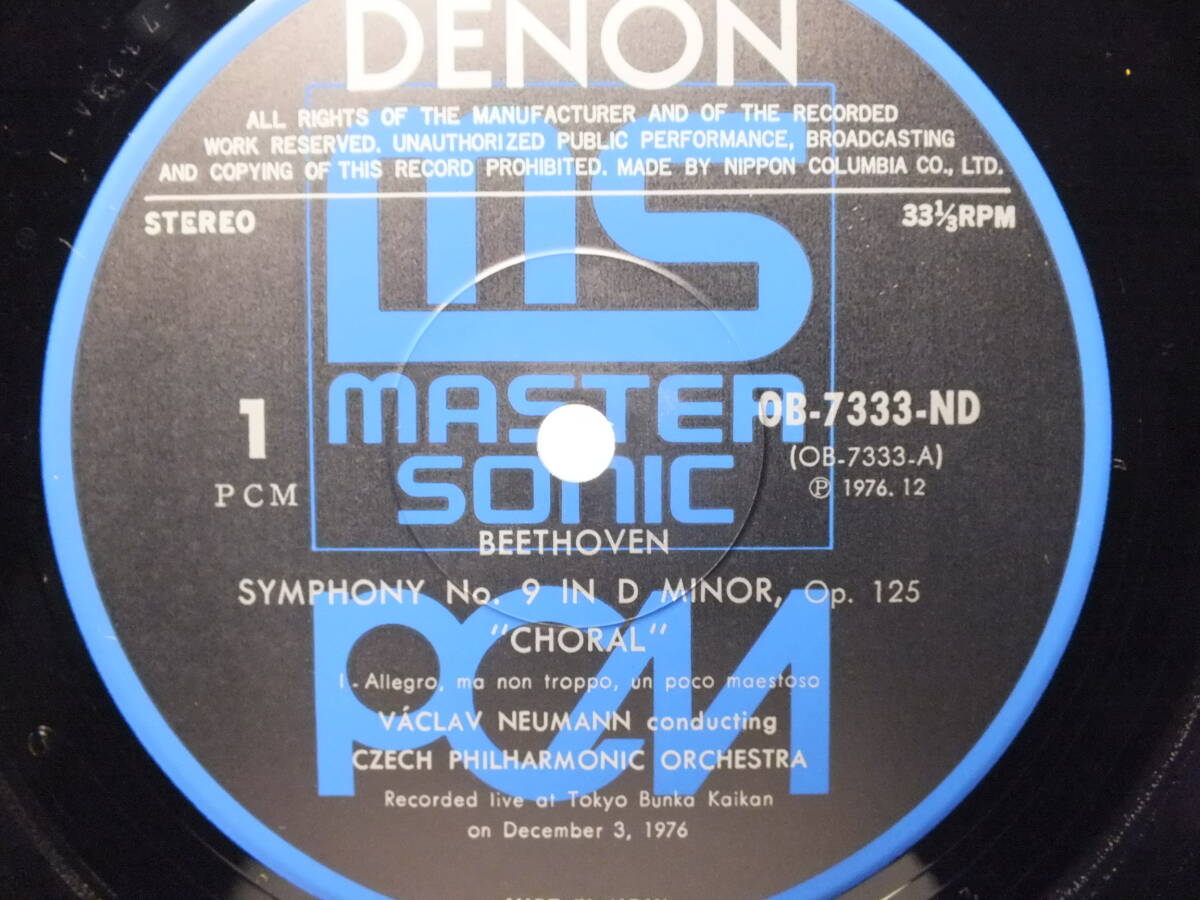 DENON
ALL RIGHTS OF THE MANUFACTURER AND OF THE RECORDED
WORK RESERVED. UNAUTHORIZED PUBLIC PERFORMANCE, BROADCASTING
AND COPYING OF THIS RECORD PROHIBITED. MADE BY NIPPON COLUMBIA CO., LTD.
STEREO 33⅓RPM
MS
MASTER
SONIC
1
PCM
OB-7333-ND
(OB-7333-A)
Ⓟ 1976. 12
BEETHOVEN
SYMPHONY No. 9 IN D MINOR, Op. 125
"CHORAL"
PCM
I - Allegro, ma non troppo, un poco maestoso
VÁCLAV NEUMANN conducting
CZECH PHILHARMONIC ORCHESTRA
Recorded live at Tokyo Bunka Kaikan
on December 3, 1976